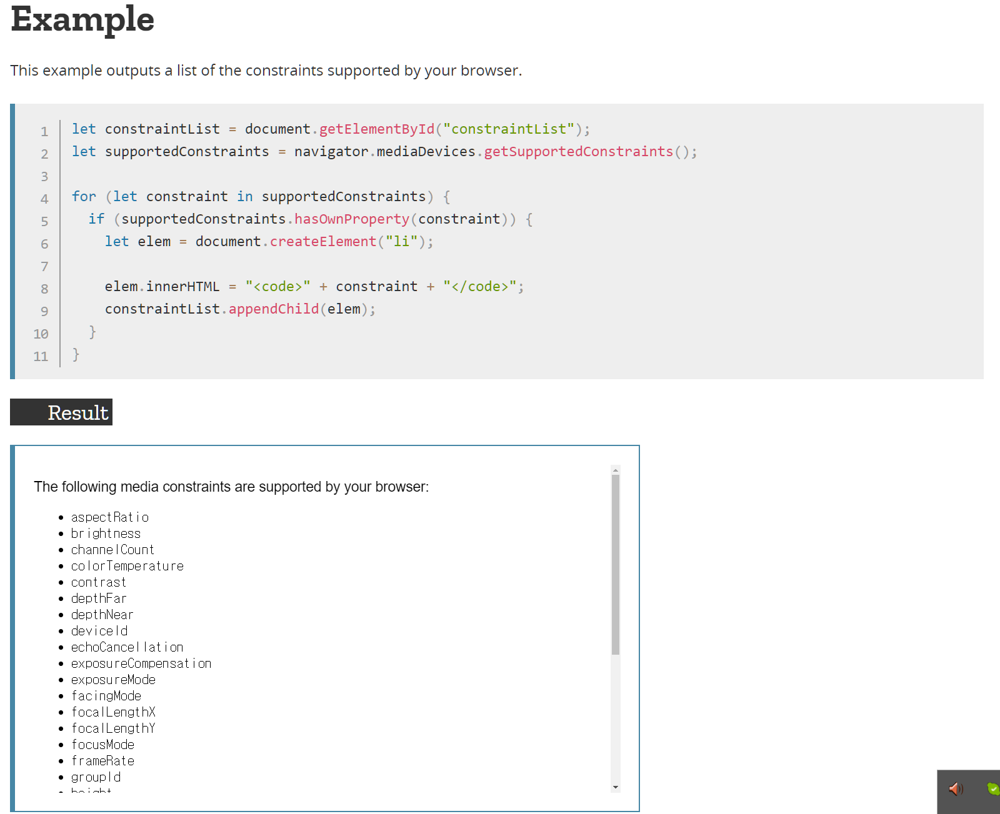 Example
This example outputs a list of the constraints supported by your browser.
1 let constraintList = document.getElementById("constraintList");
2 let supportedConstraints = navigator.mediaDevices.getSupportedConstraints();
3
4 for (let constraint in supportedConstraints) {
5   if (supportedConstraints.hasOwnProperty(constraint)) {
6     let elem = document.createElement("li");
7
8     elem.innerHTML = "<code>" + constraint + "</code>";
9     constraintList.appendChild(elem);
10   }
11 }
Result
The following media constraints are supported by your browser:
• aspectRatio
• brightness
• channelCount
• colorTemperature
• contrast
• depthFar
• depthNear
• deviceId
• echoCancellation
• exposureCompensation
• exposureMode
• facingMode
• focalLengthX
• focalLengthY
• focusMode
• frameRate
• groupId
• height